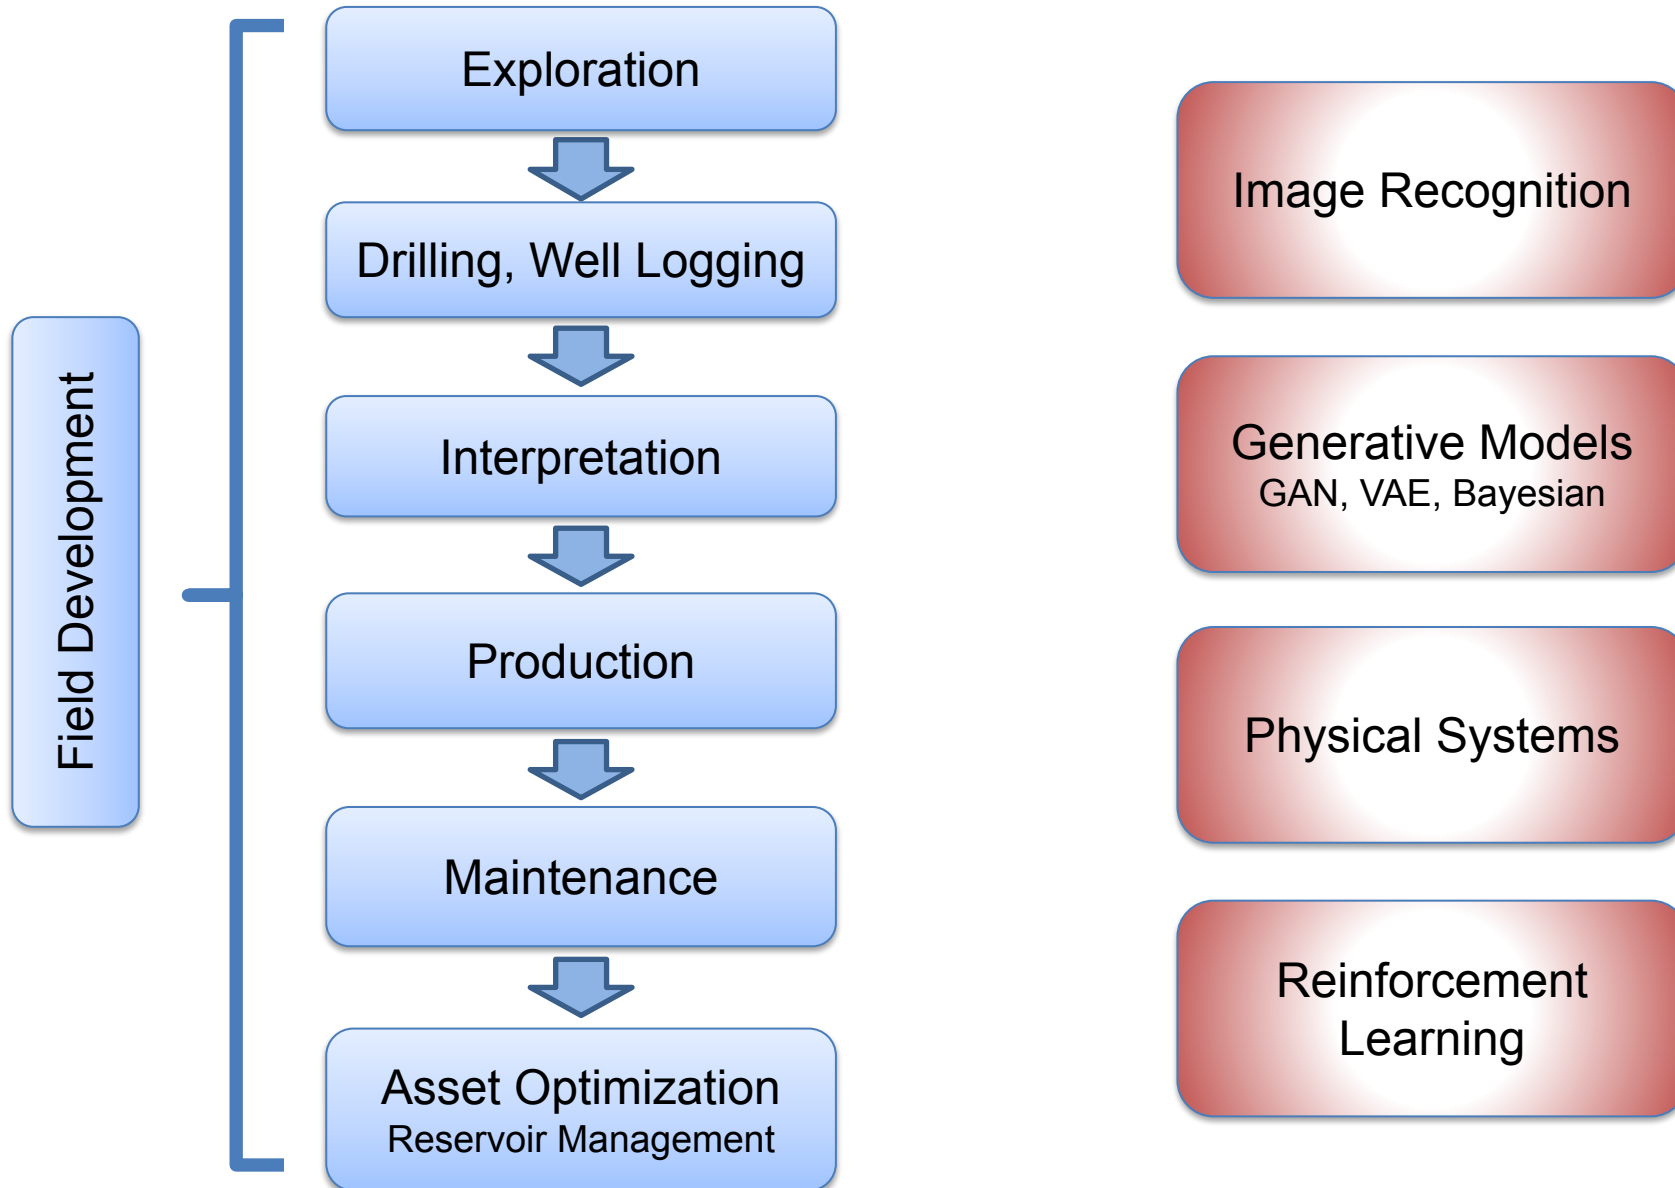 Field Development
Exploration
Drilling, Well Logging
Interpretation
Production
Maintenance
Asset Optimization
Reservoir Management
Image Recognition
Generative Models
GAN, VAE, Bayesian
Physical Systems
Reinforcement
Learning